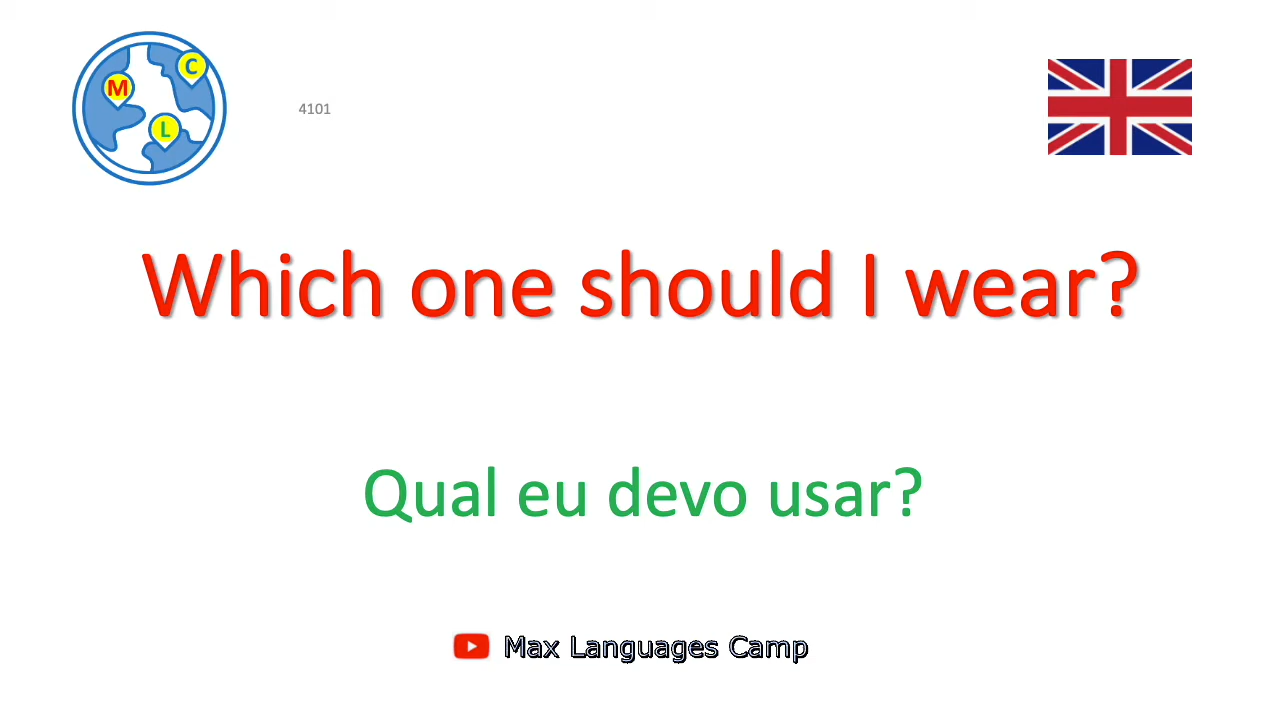 M
C
L
4101
Which one should I wear?
Qual eu devo usar?
Max Languages Camp